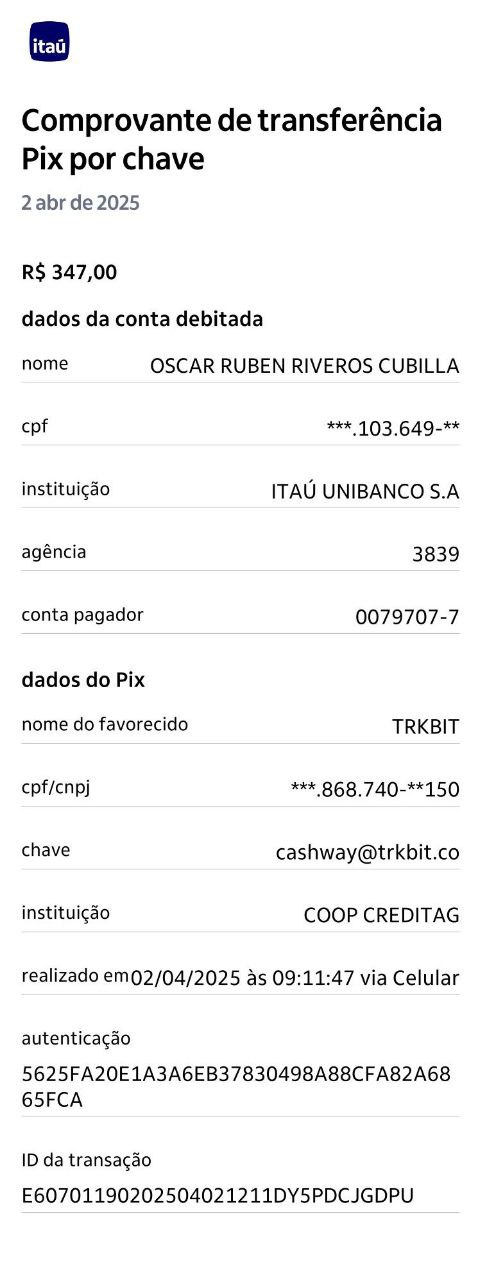 itaú
Comprovante de transferência
Pix por chave
2 abr de 2025
R$ 347,00
dados da conta debitada
nome OSCAR RUBEN RIVEROS CUBILLA
cpf ***.103.649-**
instituição ITAÚ UNIBANCO S.A
agência 3839
conta pagador 0079707-7
dados do Pix
nome do favorecido TRKBIT
cpf/cnpj ***.868.740-**150
chave cashway@trkbit.co
instituição COOP CREDITAG
realizado em02/04/2025 às 09:11:47 via Celular
autenticação
5625FA20E1A3A6EB37830498A88CFA82A68
65FCA
ID da transação
E60701190202504021211DY5PDCJGDPU